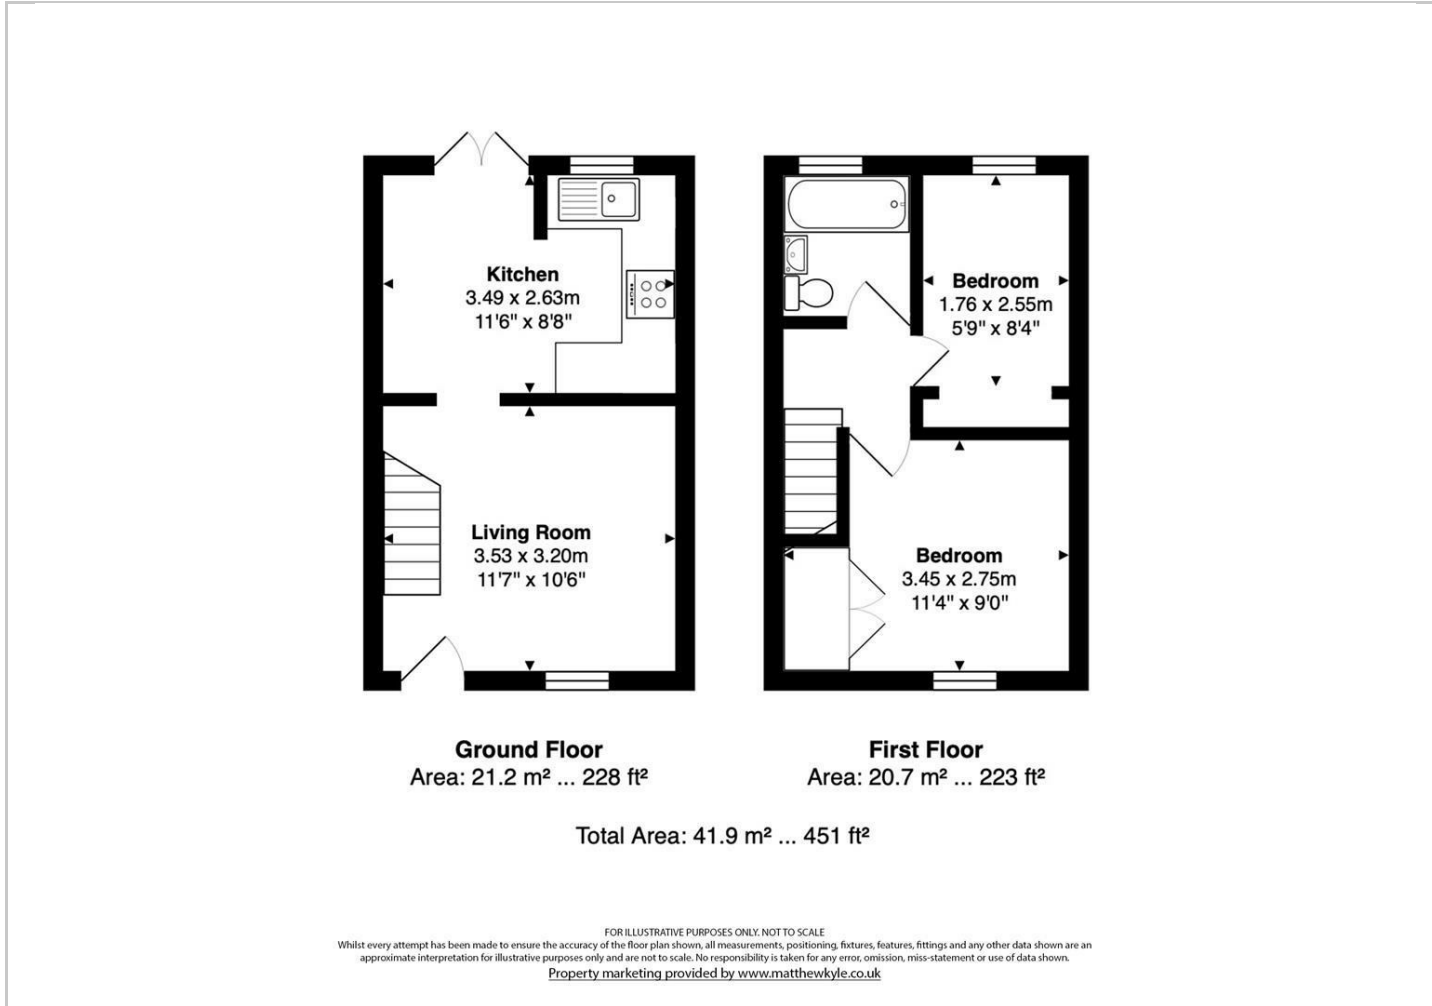 Kitchen
3.49 x 2.63m
11'6" x 8'8"
Living Room
3.53 x 3.20m
11'7" x 10'6"
Ground Floor
Area: 21.2 m² ... 228 ft²
Bedroom
1.76 x 2.55m
5'9" x 8'4"
Bedroom
3.45 x 2.75m
11'4" x 9'0"
First Floor
Area: 20.7 m² ... 223 ft²
Total Area: 41.9 m² ... 451 ft²
FOR ILLUSTRATIVE PURPOSES ONLY. NOT TO SCALE
Whilst every attempt has been made to ensure the accuracy of the floor plan shown, all measurements, positioning, fixtures, features, fittings and any other data shown are an
approximate interpretation for illustrative purposes only and are not to scale. No responsibility is taken for any error, omission, miss-statement or use of data shown.
Property marketing provided by www.matthewkyle.co.uk